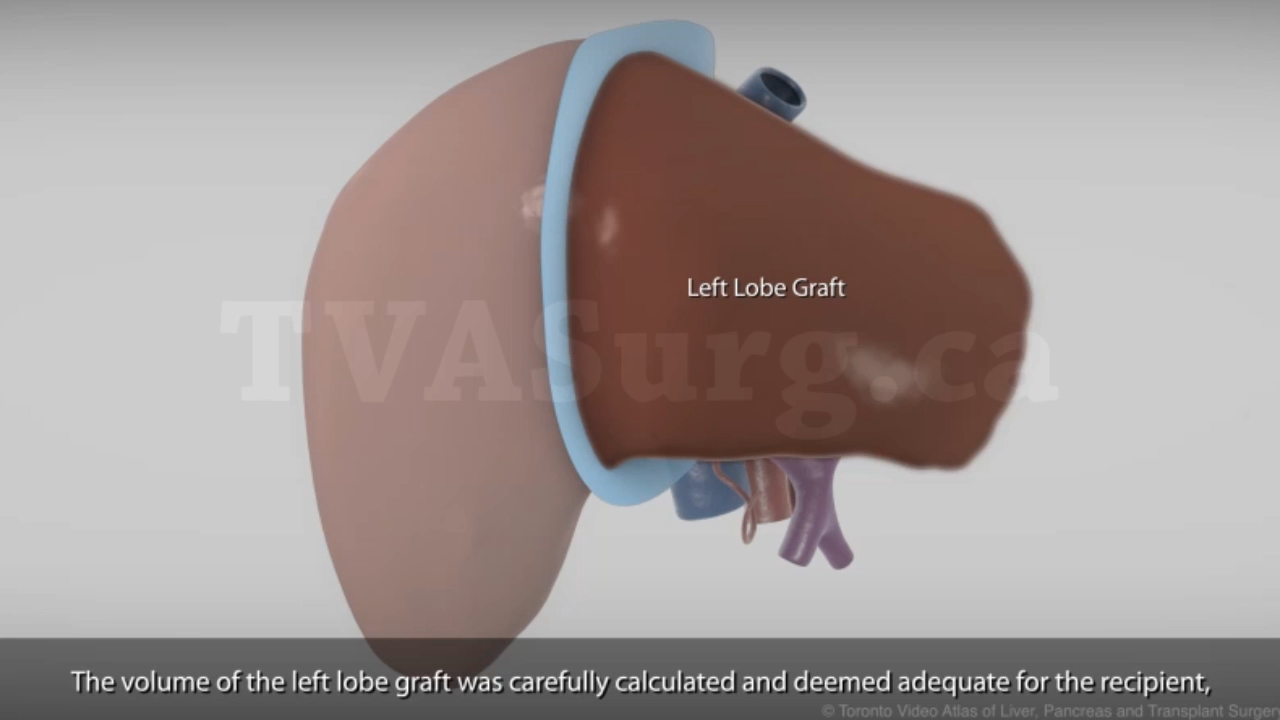 Left Lobe Graft
TVASurg.ca
The volume of the left lobe graft was carefully calculated and deemed adequate for the recipient,
© Toronto Video Atlas of Liver, Pancreas and Transplant Surgery